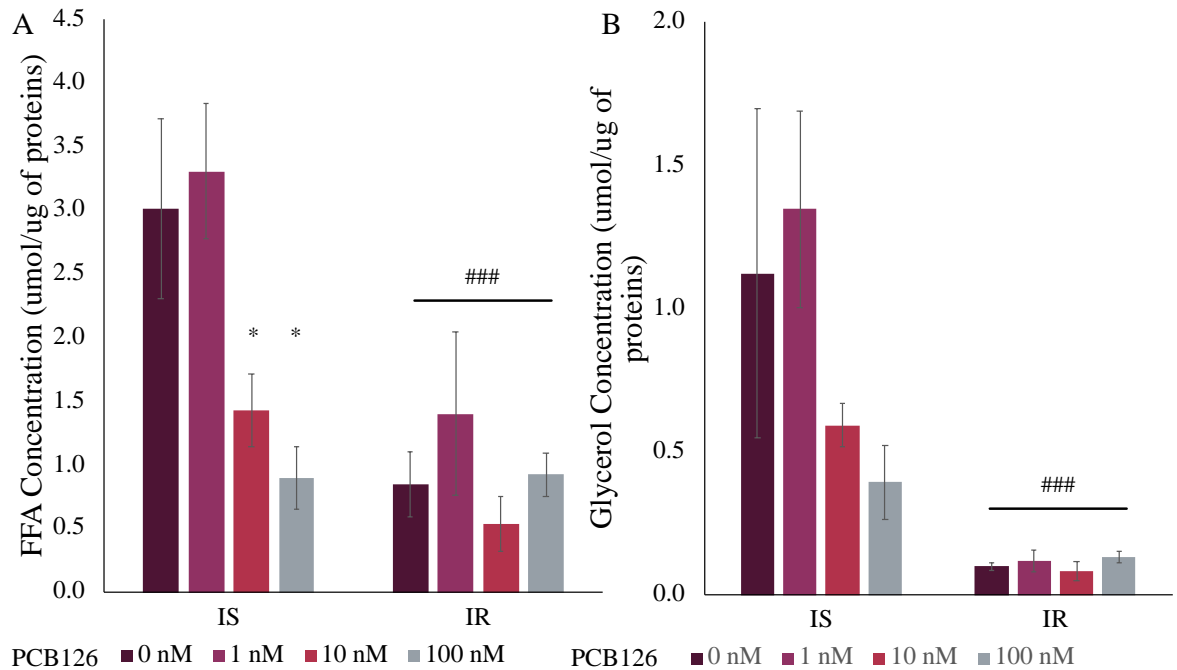 A
FFA Concentration (umol/ug of proteins)
4.5
4.0
3.5
3.0
2.5
2.0
1.5
1.0
0.5
0.0
* *
###
IS IR
PCB126 0 nM 1 nM 10 nM 100 nM
B
Glycerol Concentration (umol/ug of
proteins)
2.0
1.5
1.0
0.5
0.0
###
IS IR
PCB126 0 nM 1 nM 10 nM 100 nM